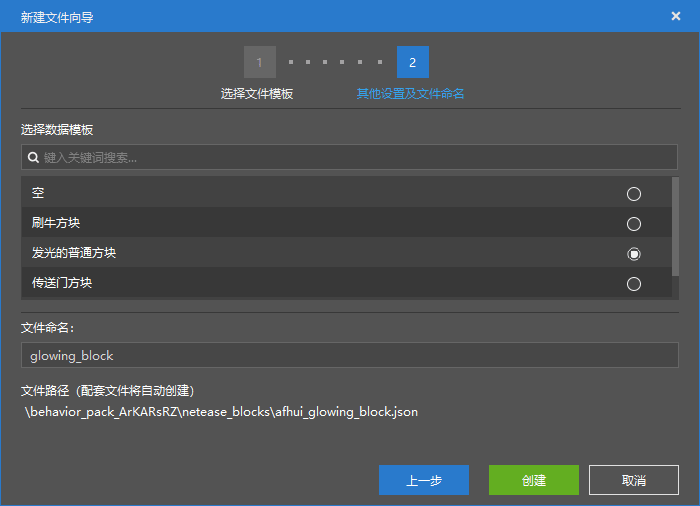 新建文件向导
1
2
选择文件模板
其他设置及文件命名
选择数据模板
键入关键词搜索...
空
刷牛方块
发光的普通方块
传送门方块
文件命名:
glowing_block
文件路径（配套文件将自动创建）
\behavior_pack_ArKARsRZ\netease_blocks\afhui_glowing_block.json
上一步
创建
取消